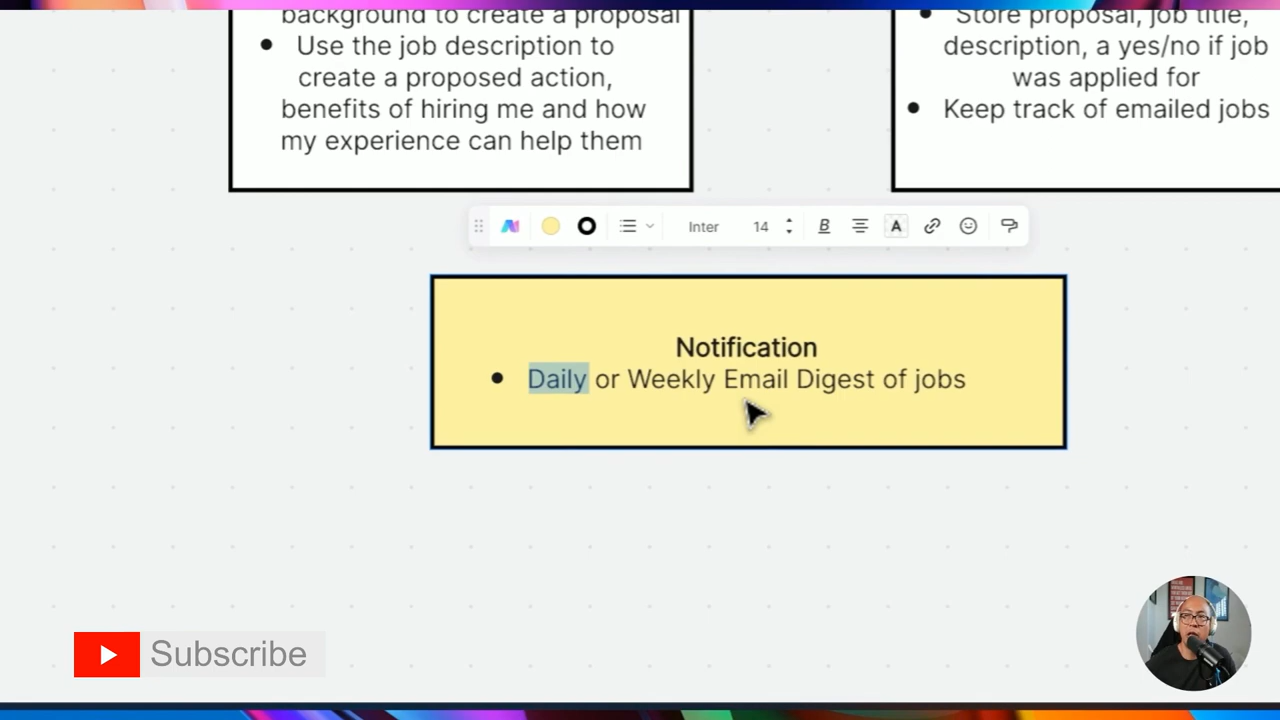 background to create a proposal
Use the job description to
create a proposed action,
benefits of hiring me and how
my experience can help them
Store proposal, job title,
description, a yes/no if job
was applied for
Keep track of emailed jobs
Inter 14 B A
Notification
Daily or Weekly Email Digest of jobs
Subscribe